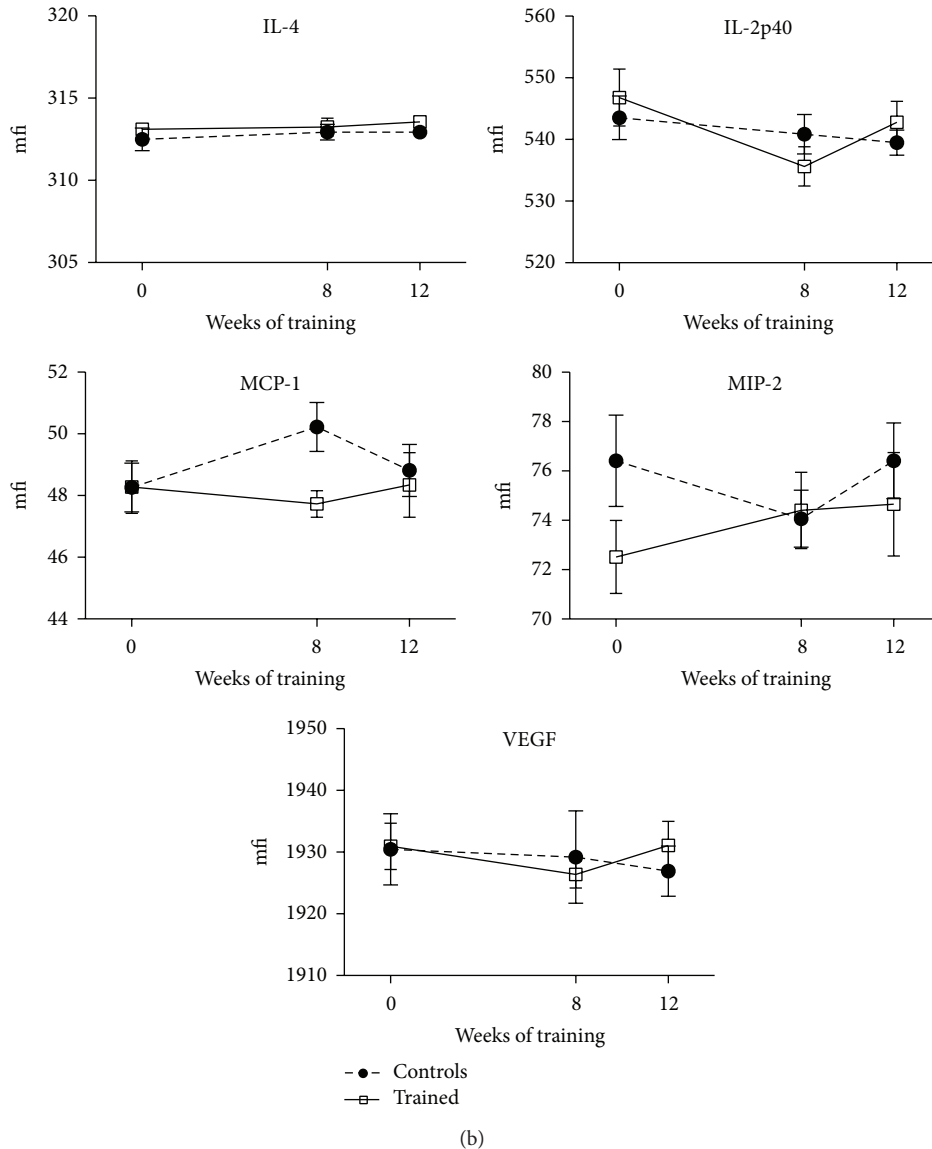 IL-4
320
315
310
305
mfi
0 8 12
Weeks of training
IL-2p40
560
550
540
530
520
mfi
0 8 12
Weeks of training
MCP-1
52
50
48
46
44
mfi
0 8 12
Weeks of training
MIP-2
80
78
76
74
72
70
mfi
0 8 12
Weeks of training
VEGF
1950
1940
1930
1920
1910
mfi
0 8 12
Weeks of training
Controls
Trained
(b)